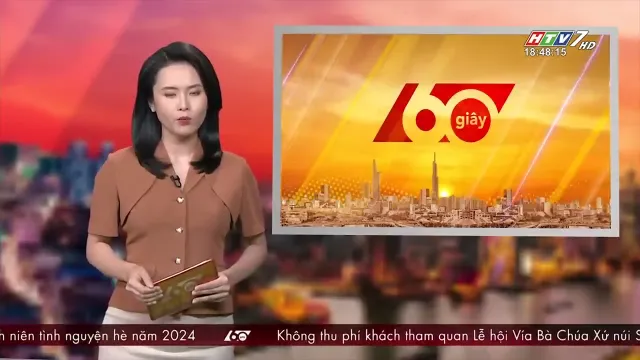 HTV7 HD
18:48:15
60 giây
h niên tình nguyện hè năm 2024 60 Không thu phí khách tham quan Lễ hội Vía Bà Chúa Xứ núi S